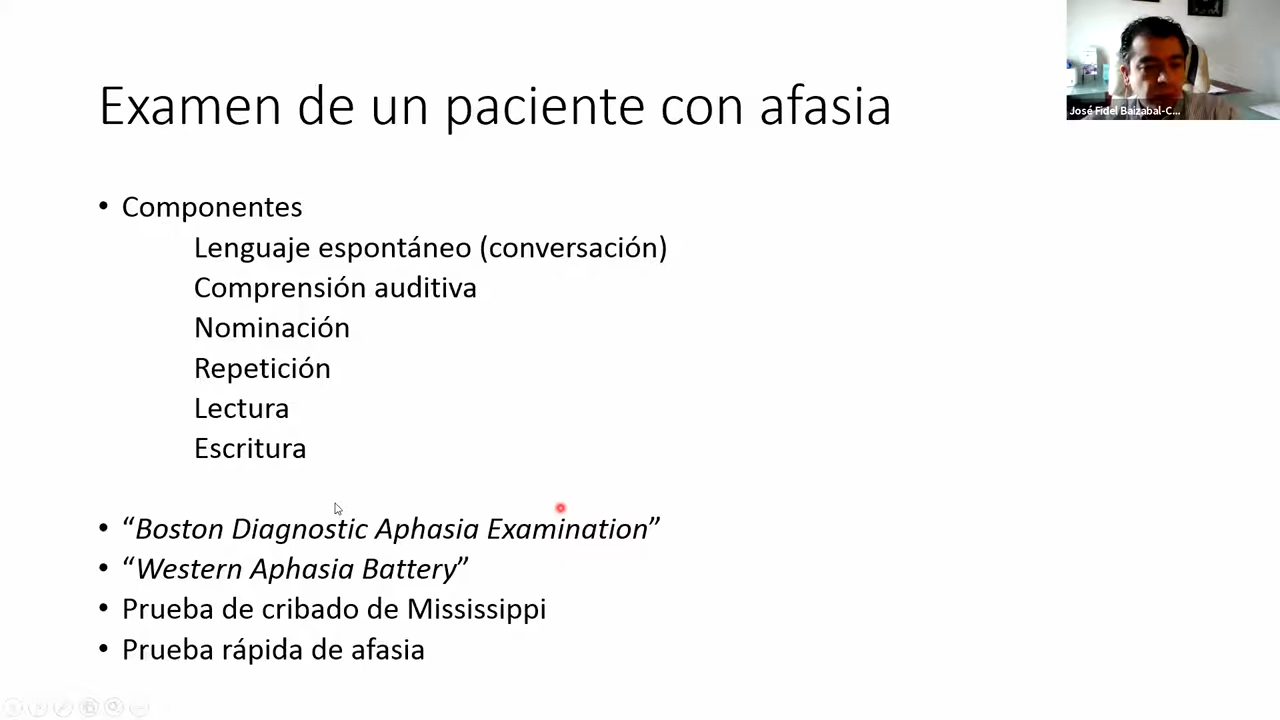 Examen de un paciente con afasia
José Fidel Baizabal-C...
• Componentes
Lenguaje espontáneo (conversación)
Comprensión auditiva
Nominación
Repetición
Lectura
Escritura
• “Boston Diagnostic Aphasia Examination”
• “Western Aphasia Battery”
• Prueba de cribado de Mississippi
• Prueba rápida de afasia